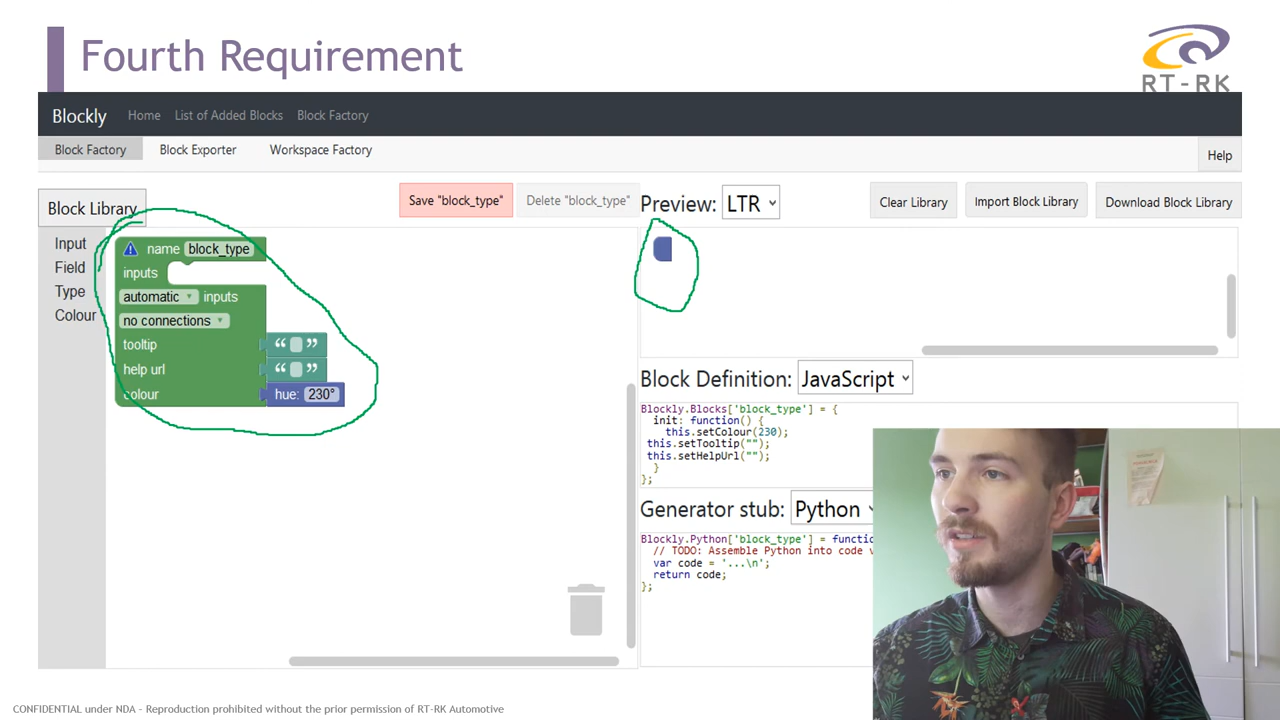 Fourth Requirement
RT-RK
Blockly Home List of Added Blocks Block Factory
Block Factory Block Exporter Workspace Factory Help
Block Library Save "block_type" Delete "block_type" Preview: LTR Clear Library Import Block Library Download Block Library
Input
Field
Type
Colour
name block_type
inputs
automatic inputs
no connections
tooltip “ ”
help url “ ”
colour hue: 230°
Block Definition: JavaScript
Blockly.Blocks['block_type'] = {
init: function() {
this.setColour(230);
this.setTooltip("");
this.setHelpUrl("");
}
};
Generator stub: Python
Blockly.Python['block_type'] = functio
// TODO: Assemble Python into code v
var code = '...\n';
return code;
};
CONFIDENTIAL under NDA – Reproduction prohibited without the prior permission of RT-RK Automotive